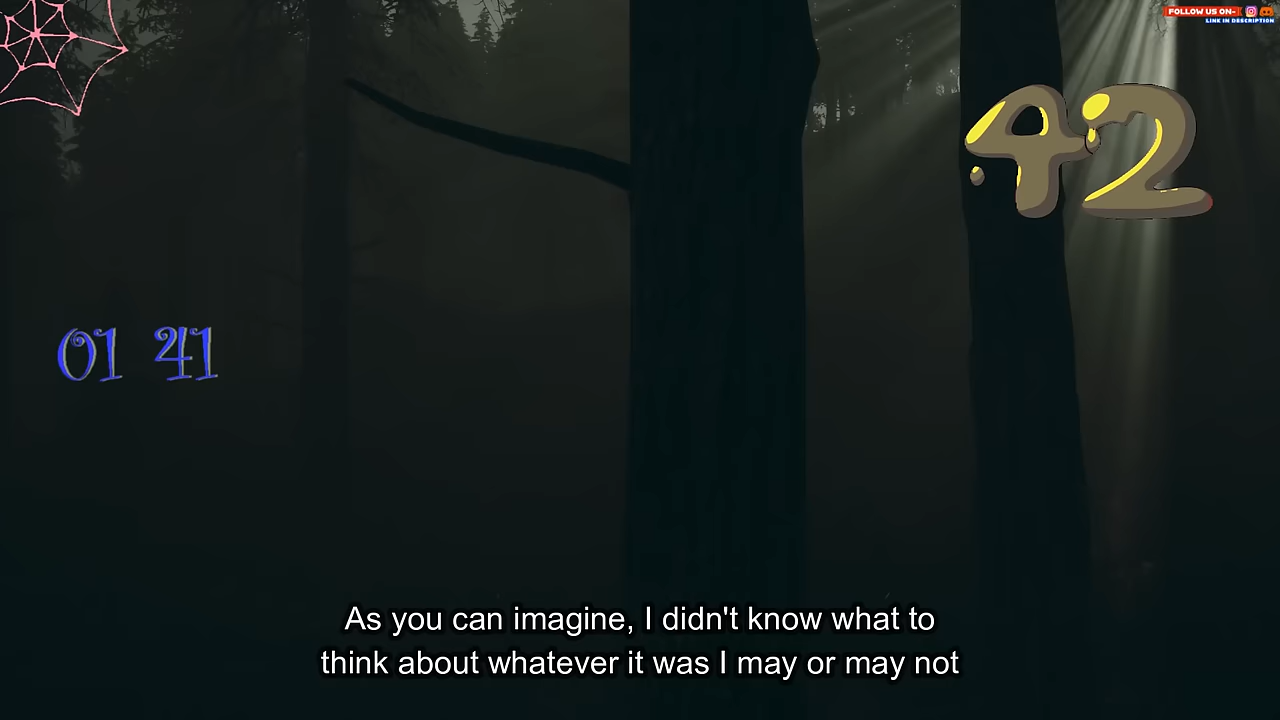 FOLLOW US ON-
LINK IN DESCRIPTION
42
01 41
As you can imagine, I didn't know what to
think about whatever it was I may or may not